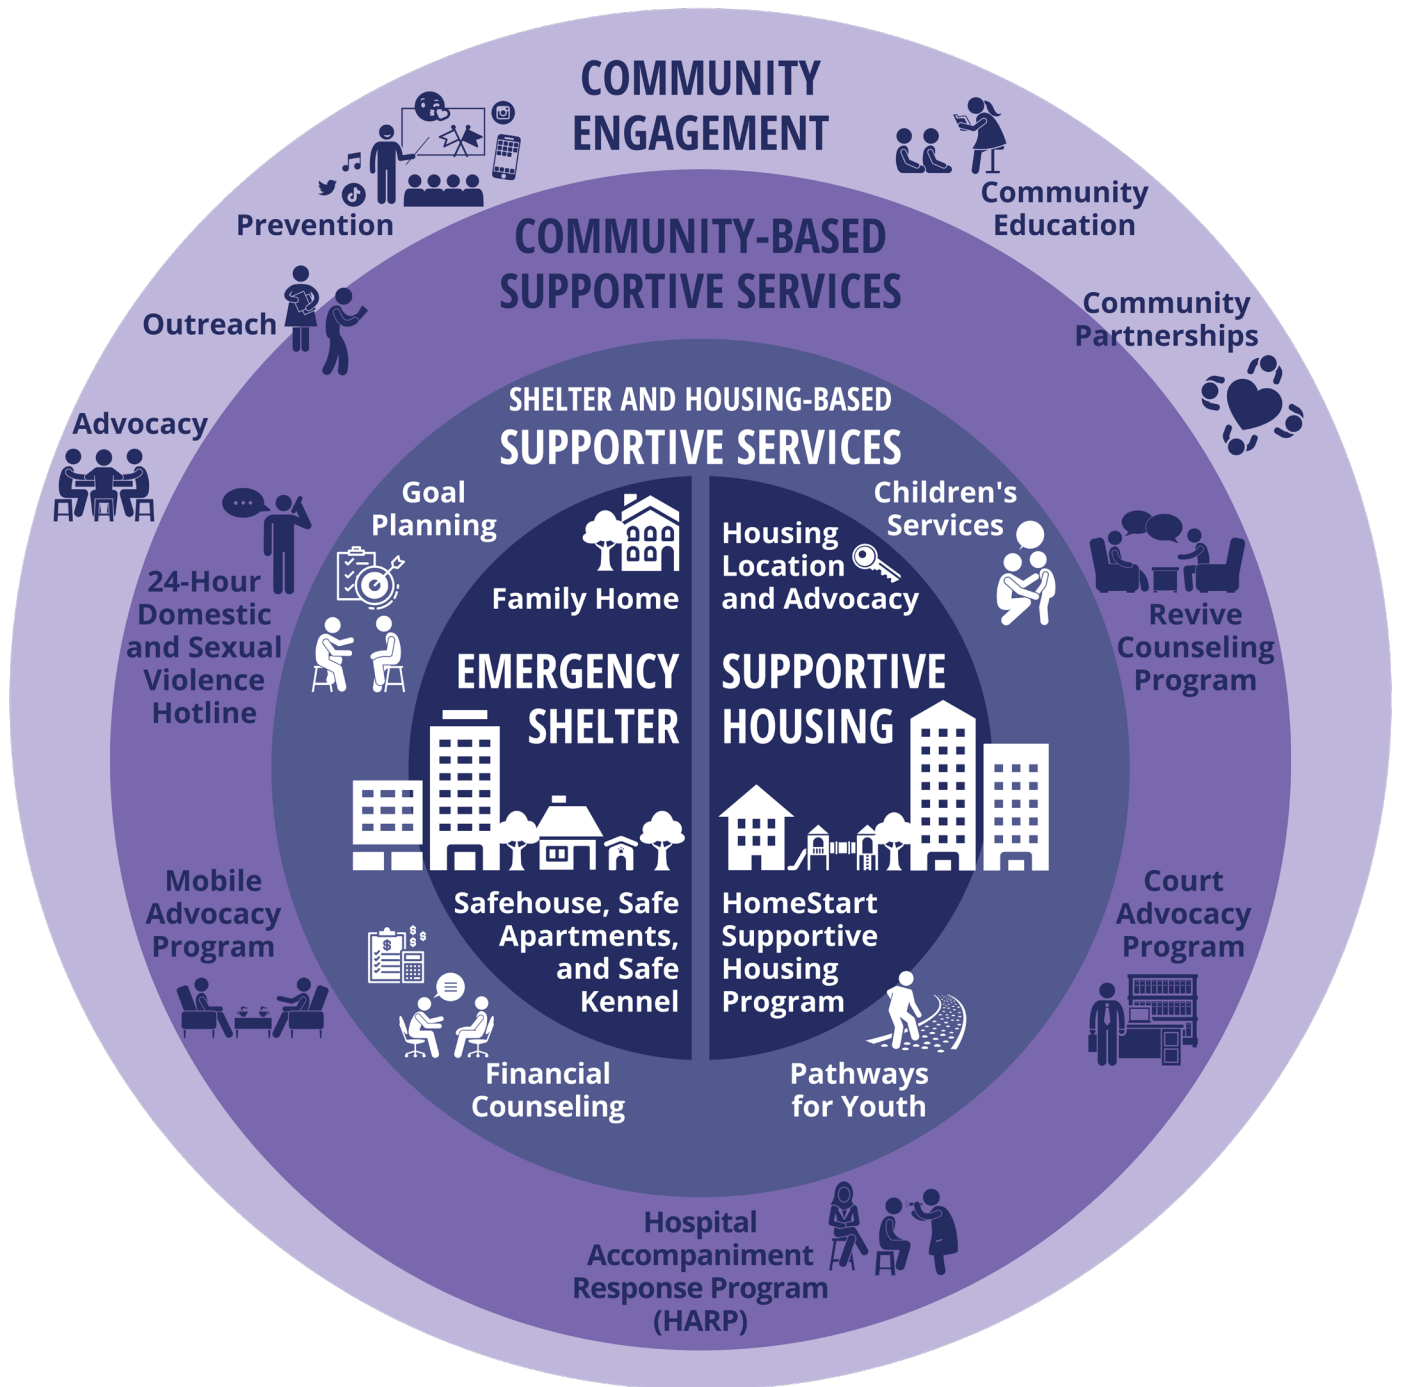 COMMUNITY
ENGAGEMENT
Prevention
Outreach
Advocacy
Community
Education
Community
Partnerships
COMMUNITY-BASED
SUPPORTIVE SERVICES
24-Hour
Domestic
and Sexual
Violence
Hotline
Mobile
Advocacy
Program
Revive
Counseling
Program
Court
Advocacy
Program
Hospital
Accompaniment
Response Program
(HARP)
SHELTER AND HOUSING-BASED
SUPPORTIVE SERVICES
Goal
Planning
Children's
Services
Financial
Counseling
Pathways
for Youth
Family Home
EMERGENCY
SHELTER
Safehouse, Safe
Apartments,
and Safe
Kennel
Housing
Location
and Advocacy
SUPPORTIVE
HOUSING
HomeStart
Supportive
Housing
Program